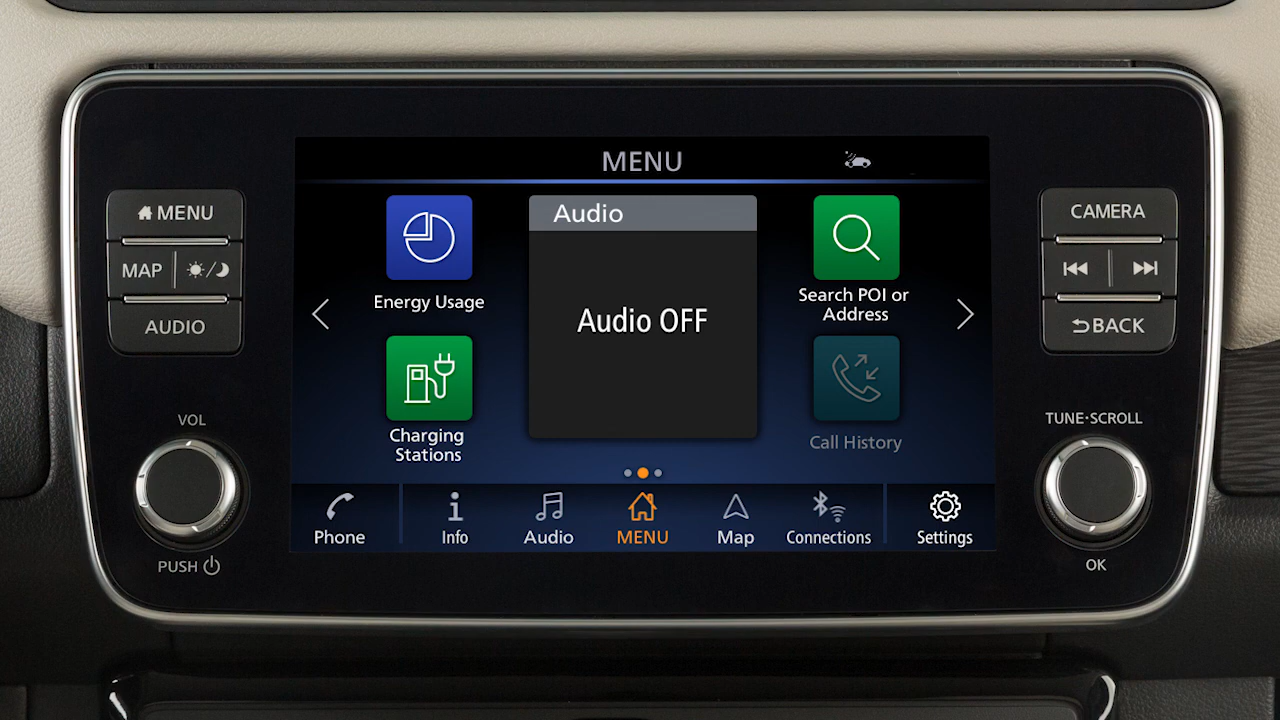 MENU
MENU
MAP
AUDIO
VOL
PUSH
Energy Usage
Charging
Stations
Audio
Audio OFF
Search POI or
Address
Call History
Phone
Info
Audio
MENU
Map
Connections
Settings
CAMERA
BACK
TUNE·SCROLL
OK